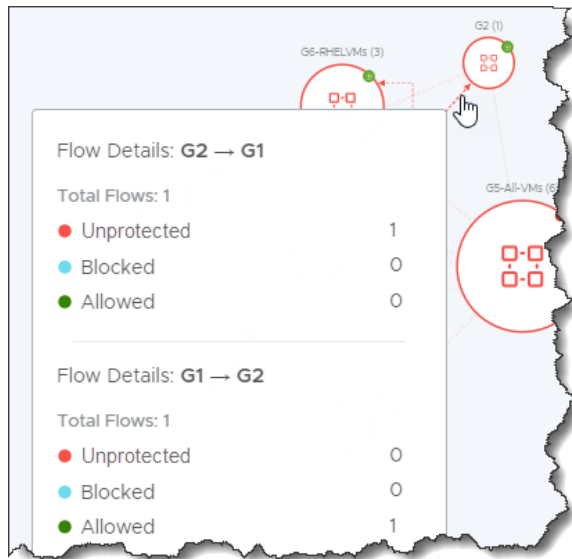 G2 (1)
G6-RHELVMs (3)
Flow Details: G2 → G1
Total Flows: 1
Unprotected 1
Blocked 0
Allowed 0
G5-All-VMs (6
Flow Details: G1 → G2
Total Flows: 1
Unprotected 0
Blocked 0
Allowed 1